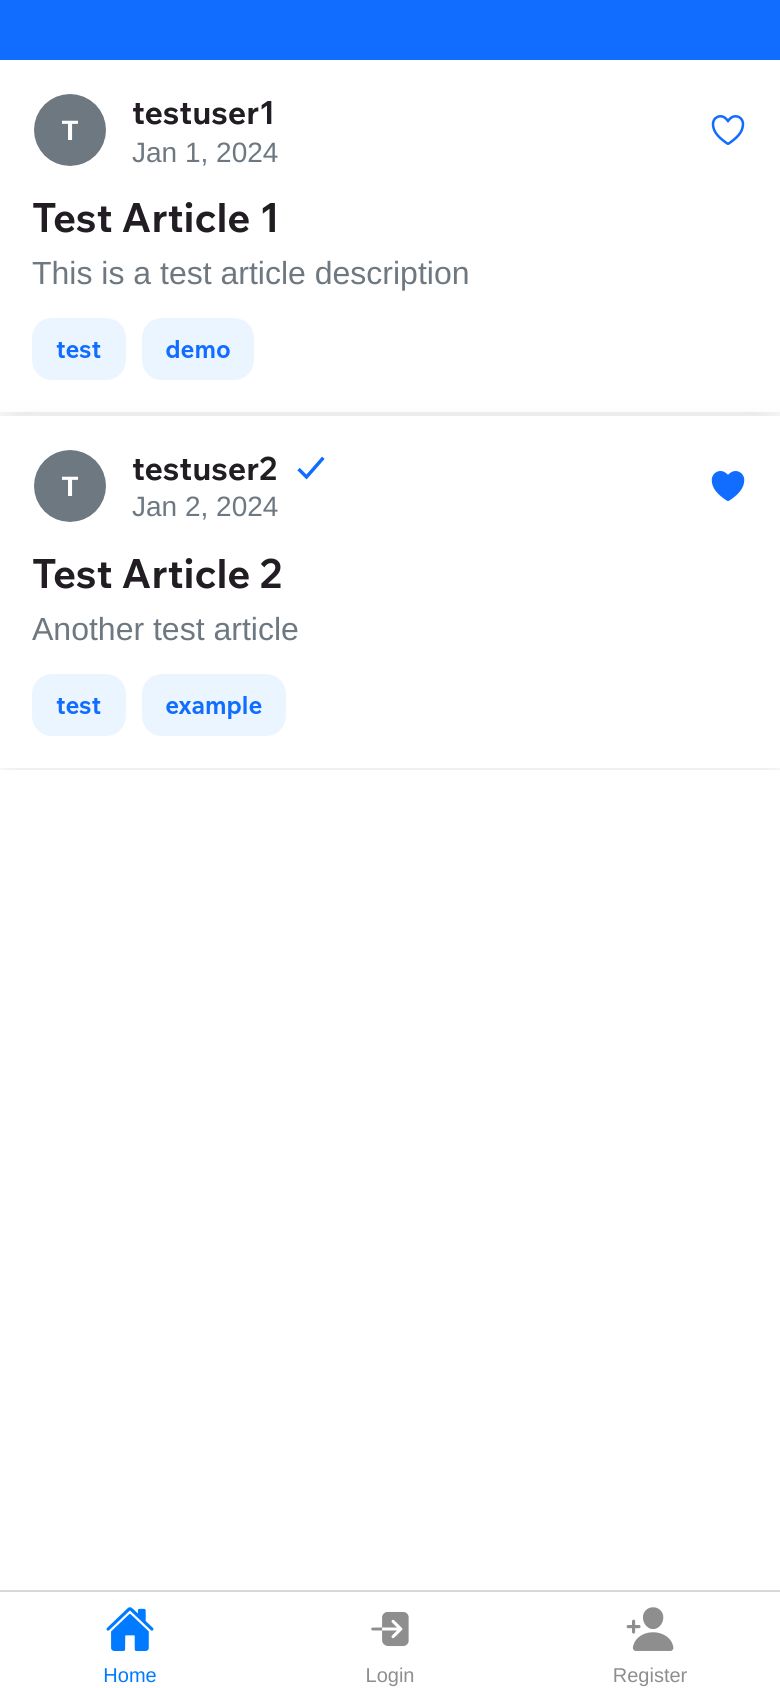 T
testuser1
Jan 1, 2024
Test Article 1
This is a test article description
test demo
T
testuser2
Jan 2, 2024
Test Article 2
Another test article
test example
Home Login Register